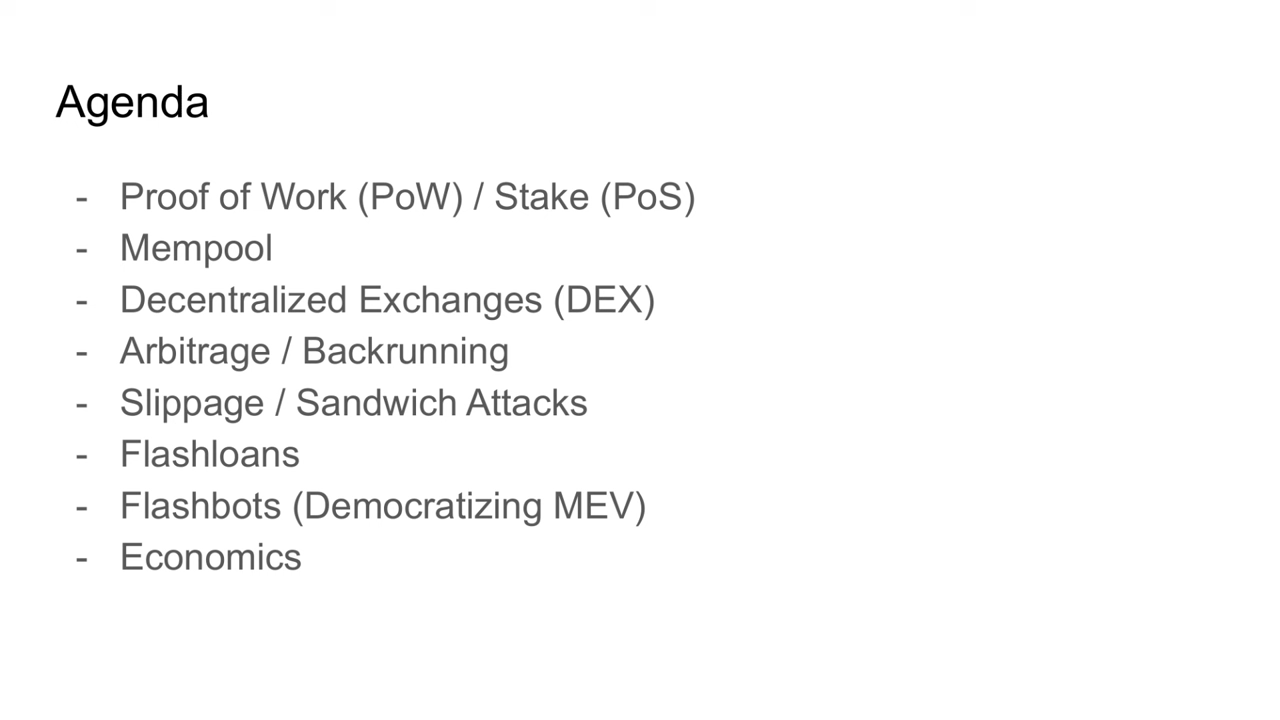 Agenda
- Proof of Work (PoW) / Stake (PoS)
- Mempool
- Decentralized Exchanges (DEX)
- Arbitrage / Backrunning
- Slippage / Sandwich Attacks
- Flashloans
- Flashbots (Democratizing MEV)
- Economics